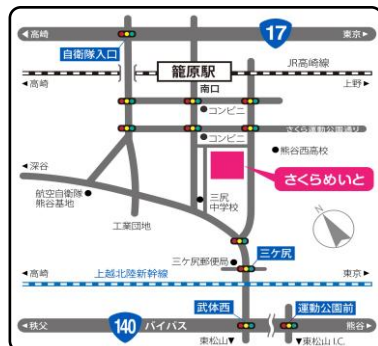 ◀高崎
17
東京▶
自衛隊入口
JR高崎線
籠原駅
◀高崎
南口
上野▶
コンビニ
さくら運動公園通り
コンビニ
熊谷西高校
◀深谷
さくらめいと
航空自衛隊
熊谷基地
三尻
中学校
工業団地
N
三ケ尻郵便局
三ケ尻
◀高崎
上越北陸新幹線
東京▶
武体西
運動公園前
◀秩父
140
バイパス
熊谷▶
東松山▼
▼東松山I.C.